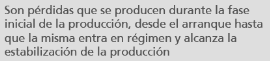 Son pérdidas que se producen durante la fase
inicial de la producción, desde el arranque hasta
que la misma entra en régimen y alcanza la
estabilización de la producción